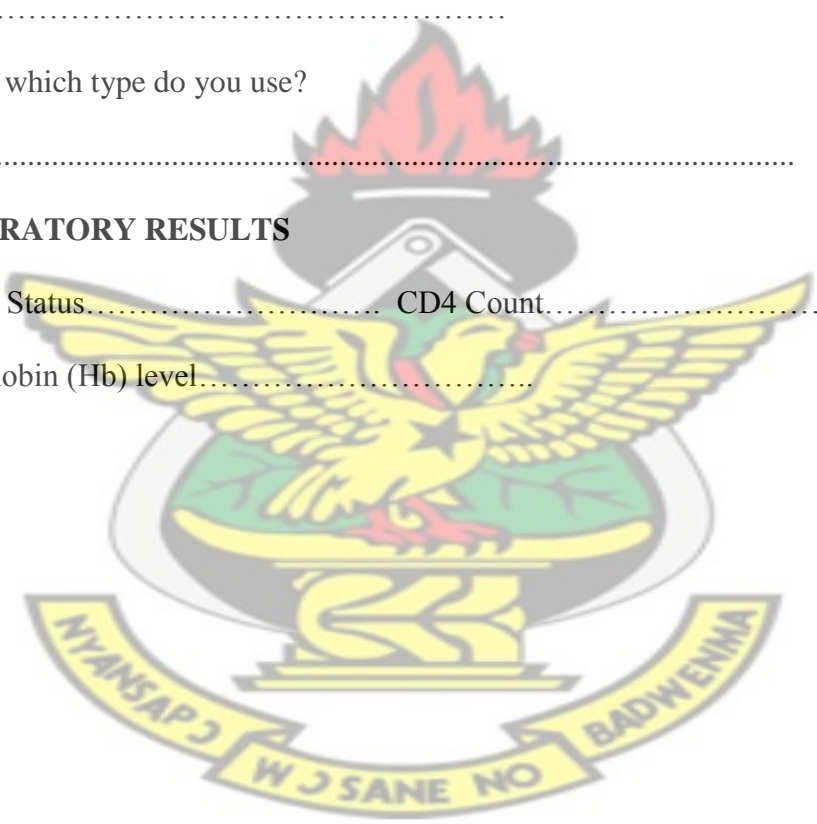 ……………………………………………
which type do you use?
.......................................................................................................
RATORY RESULTS
Status………………………. CD4 Count………………………
obin (Hb) level…………………………..
NYANSAPƆ WƆSANE NO BADWENMA